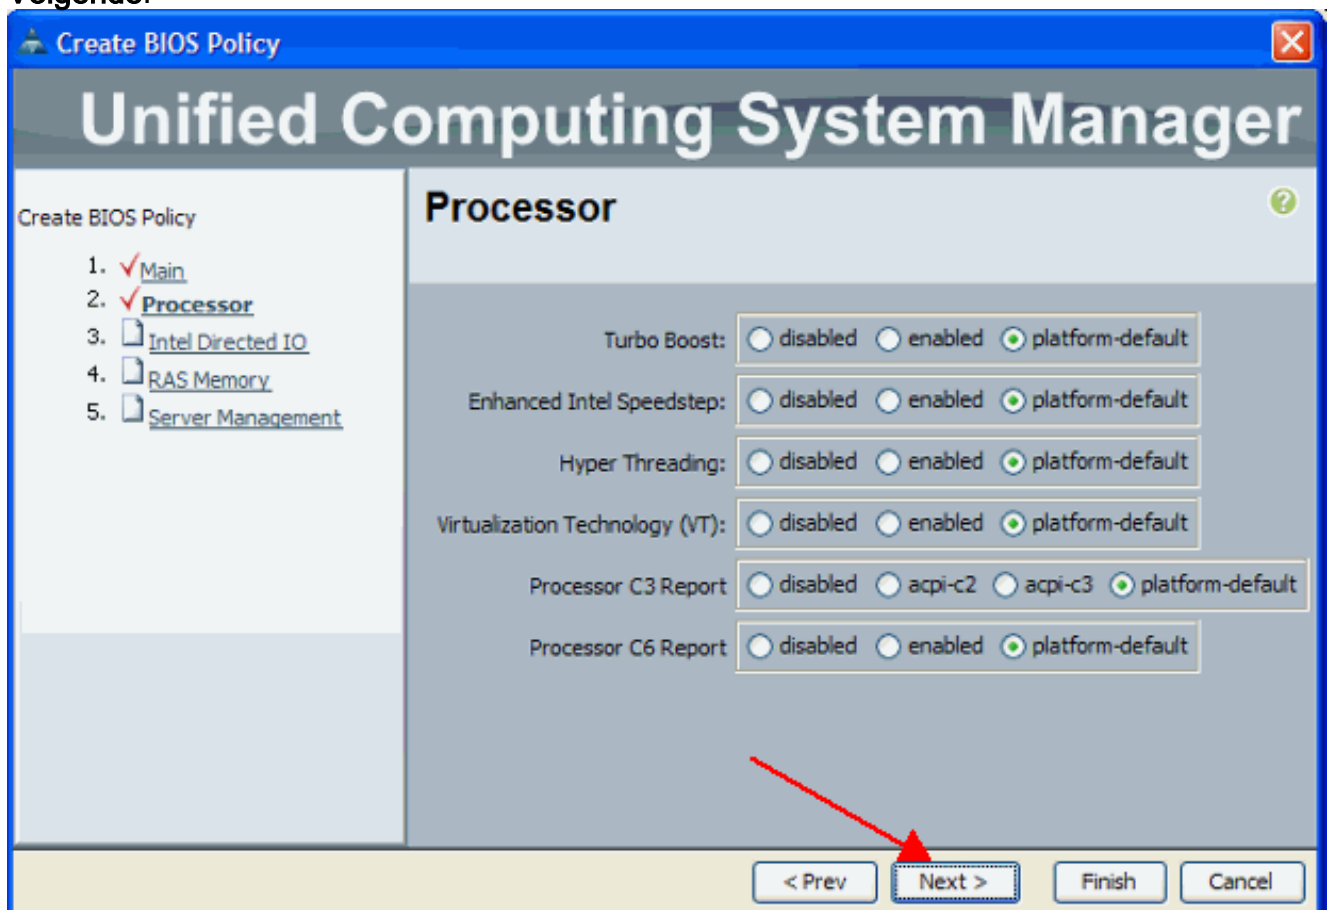 Volgende.
Create BIOS Policy
Unified Computing System Manager
Create BIOS Policy
1. Main
2. Processor
3. Intel Directed IO
4. RAS Memory
5. Server Management
Processor
?
Turbo Boost: disabled enabled platform-default
Enhanced Intel Speedstep: disabled enabled platform-default
Hyper Threading: disabled enabled platform-default
Virtualization Technology (VT): disabled enabled platform-default
Processor C3 Report disabled acpi-c2 acpi-c3 platform-default
Processor C6 Report disabled enabled platform-default
< Prev Next > Finish Cancel